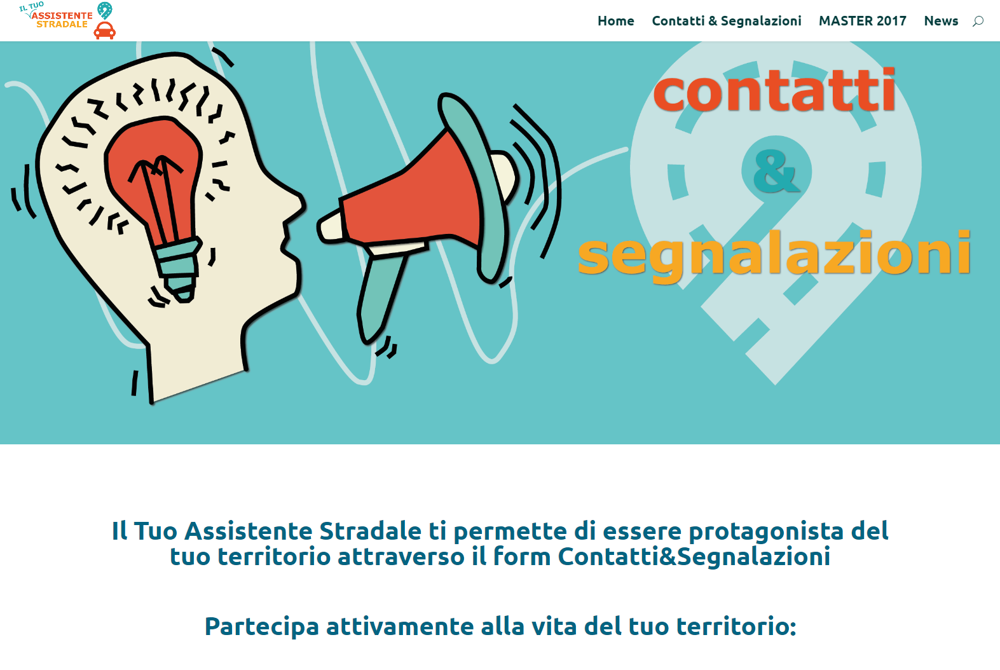 IL TUO
ASSISTENTE
STRADALE
Home
Contatti & Segnalazioni
MASTER 2017
News
contatti
&
segnalazioni
Il Tuo Assistente Stradale ti permette di essere protagonista del
tuo territorio attraverso il form Contatti&Segnalazioni
Partecipa attivamente alla vita del tuo territorio: